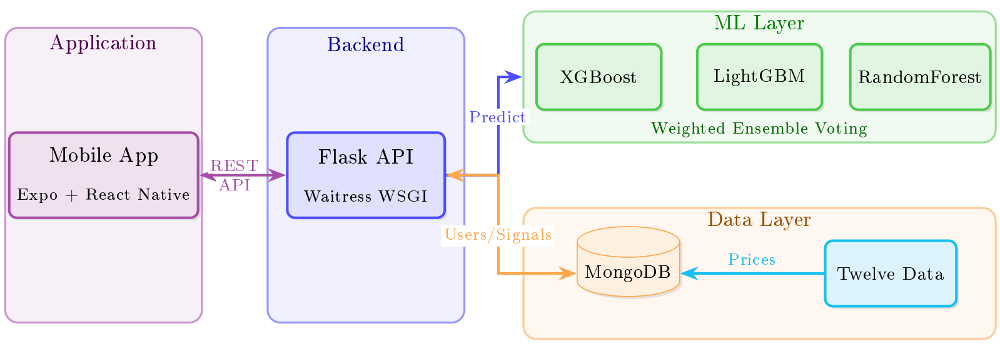 Application
Mobile App
Expo + React Native
REST
API
Backend
Flask API
Waitress WSGI
Predict
Users/Signals
ML Layer
XGBoost
LightGBM
RandomForest
Weighted Ensemble Voting
Data Layer
MongoDB
Prices
Twelve Data